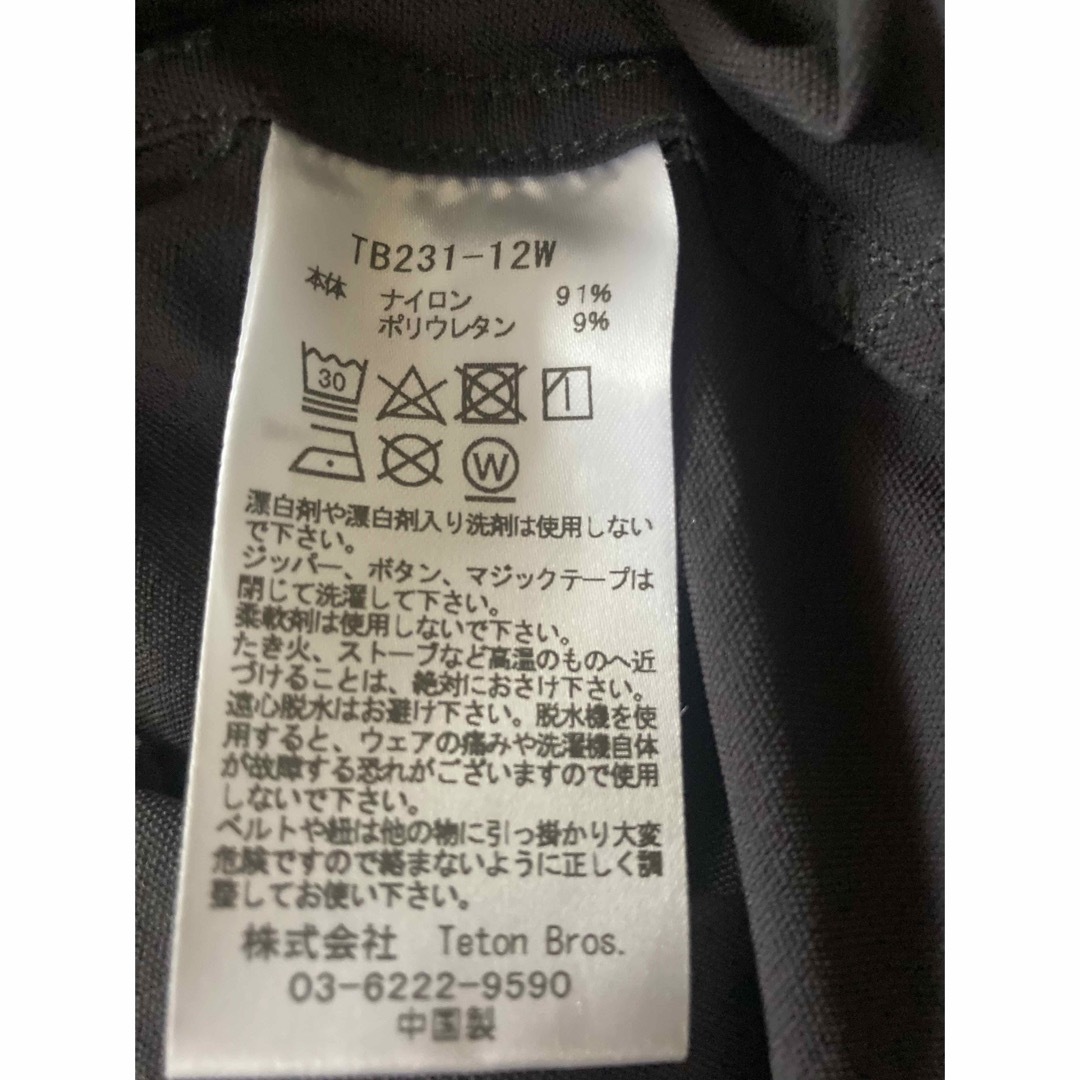 TB231-12W
本体 ナイロン 91%
ポリウレタン 9%
30
W
漂白剤や漂白剤入り洗剤は使用しない
で下さい。
ジッパー、ボタン、マジックテープは
閉じて洗濯して下さい。
柔軟剤は使用しないで下さい。
たき火、ストーブなど高温のものへ近
づけることは、絶対におさけ下さい。
遠心脱水はお避け下さい。脱水機を使
用すると、ウェアの痛みや洗濯機自体
が故障する恐れがございますので使用
しないで下さい。
ベルトや紐は他の物に引っ掛かり大変
危険ですので絡まないように正しく調
整してお使い下さい。
株式会社 Teton Bros.
03-6222-9590
中国製